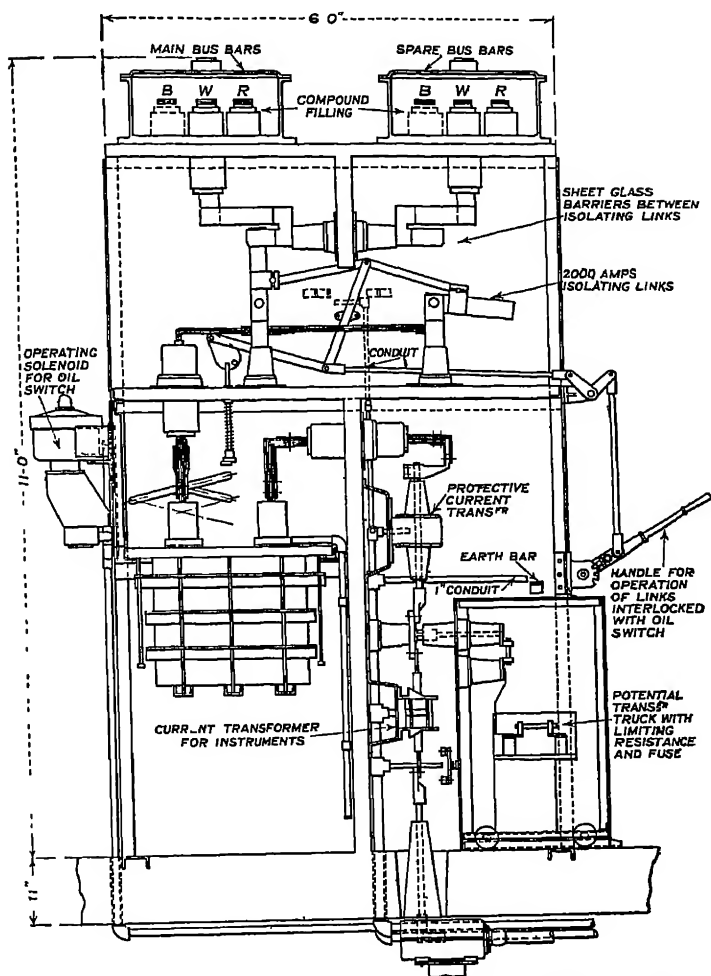 6'0"
MAIN BUS BARS
SPARE BUS BARS
B W R
COMPOUND
FILLING
B W R
SHEET GLASS
BARRIERS BETWEEN
ISOLATING LINKS
2000 AMPS
ISOLATING LINKS
OPERATING
SOLENOID
FOR OIL
SWITCH
CONDUIT
11'-0"
PROTECTIVE
CURRENT
TRANSFR
EARTH BAR
1" CONDUIT
HANDLE FOR
OPERATION
OF LINKS
INTERLOCKED
WITH OIL
SWITCH
CURRENT TRANSFORMER
FOR INSTRUMENTS
POTENTIAL
TRANSFR
TRUCK WITH
LIMITING
RESISTANCE
AND FUSE
11"